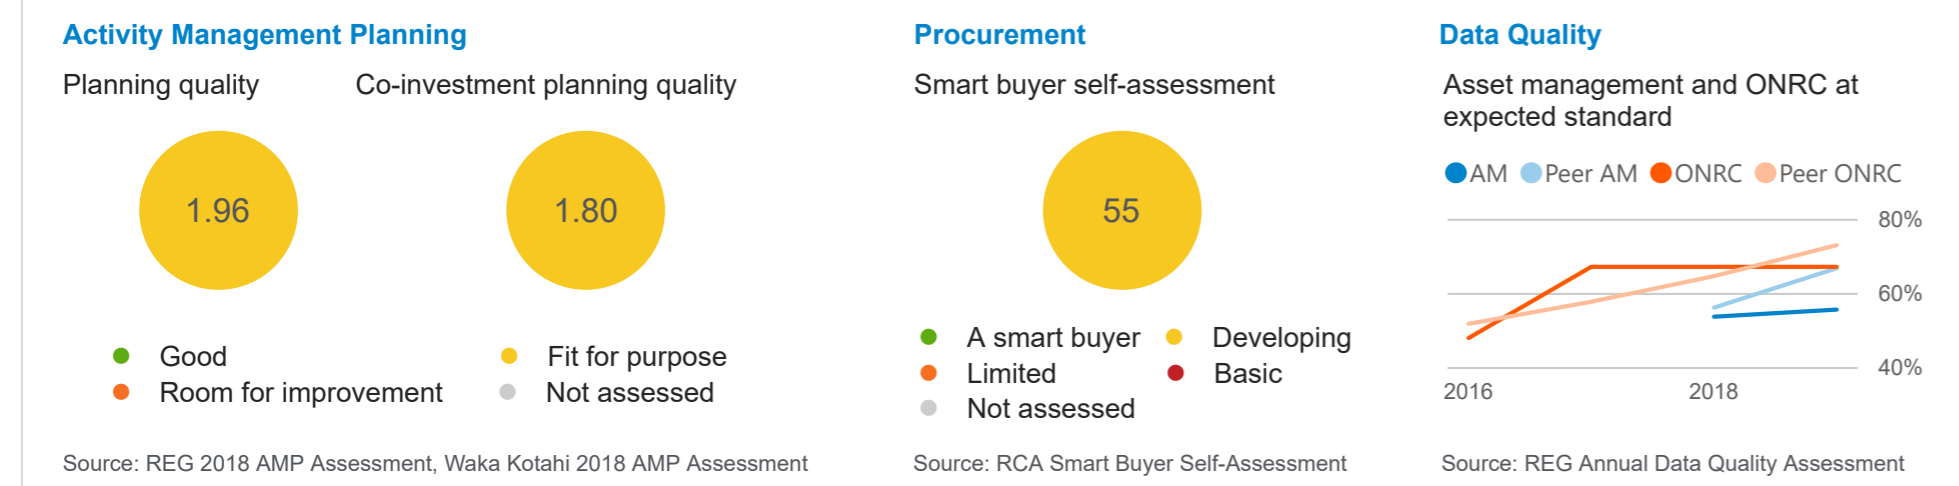 Activity Management Planning
Planning quality
Co-investment planning quality
1.96
1.80
Good
Fit for purpose
Room for improvement
Not assessed
Source: REG 2018 AMP Assessment, Waka Kotahi 2018 AMP Assessment
Procurement
Smart buyer self-assessment
55
A smart buyer
Developing
Limited
Basic
Not assessed
Source: RCA Smart Buyer Self-Assessment
Data Quality
Asset management and ONRC at
expected standard
AM Peer AM ONRC Peer ONRC
80%
60%
40%
2016 2018
Source: REG Annual Data Quality Assessment